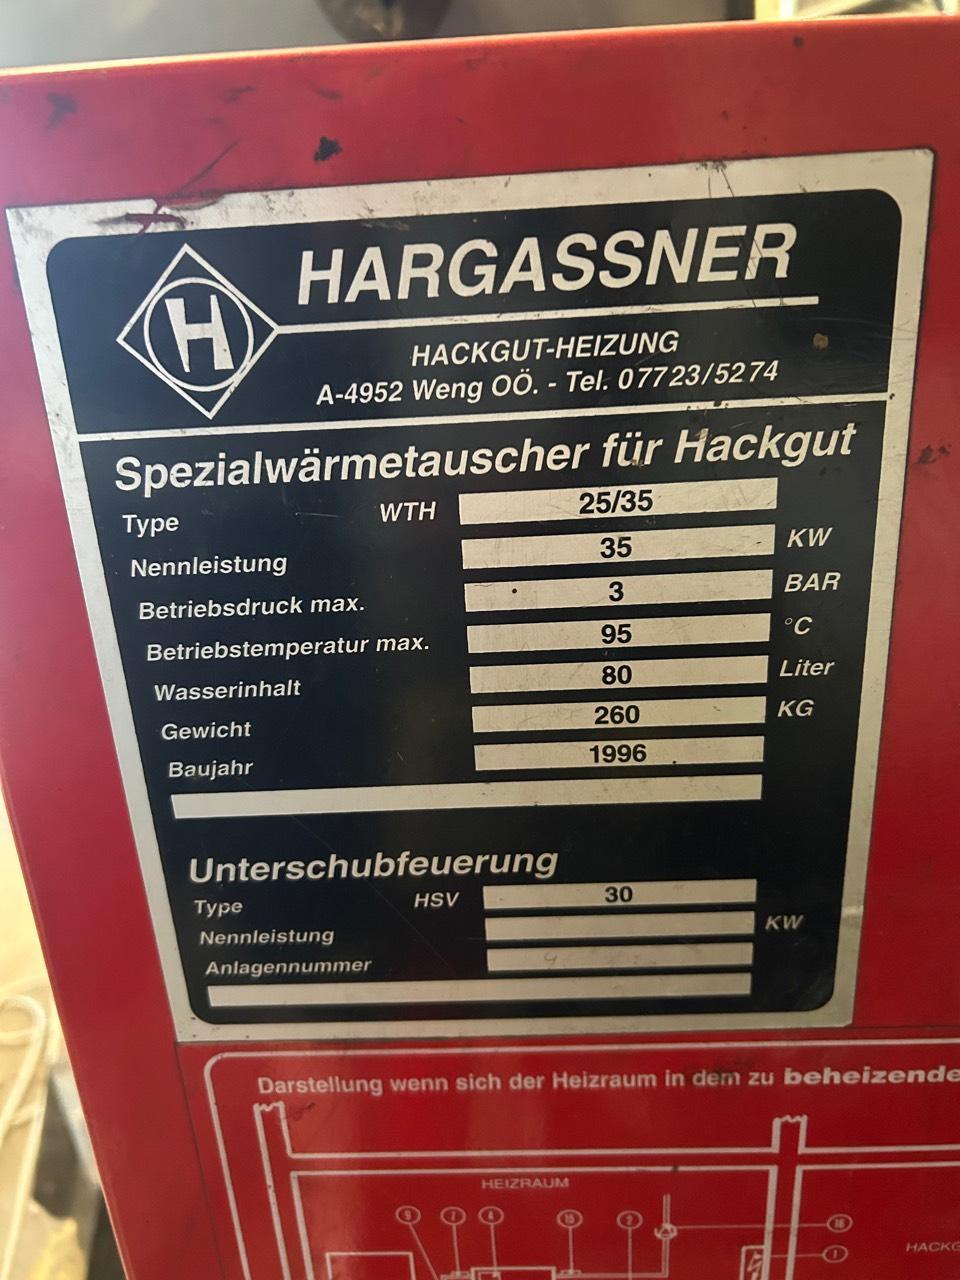 H
HARGASSNER
HACKGUT-HEIZUNG
A-4952 Weng OÖ. - Tel. 07723/5274
Spezialwärmetauscher für Hackgut
Type WTH 25/35
Nennleistung 35 KW
Betriebsdruck max. 3 BAR
Betriebstemperatur max. 95 °C
Wasserinhalt 80 Liter
Gewicht 260 KG
Baujahr 1996
Unterschubfeuerung
Type HSV 30
Nennleistung KW
Anlagennummer
Darstellung wenn sich der Heizraum in dem zu beheizende
HEIZRAUM
9 7 4 15 2 16
1
HACKG